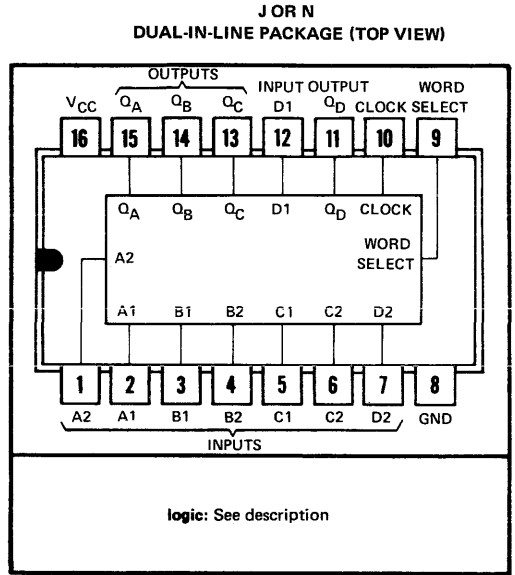 J OR N
DUAL-IN-LINE PACKAGE (TOP VIEW)
OUTPUTS
INPUT OUTPUT
WORD
VCC QA QB QC D1 QD CLOCK SELECT
16 15 14 13 12 11 10 9
QA QB QC D1 QD CLOCK
WORD
A2
SELECT
A1 B1 B2 C1 C2 D2
1 2 3 4 5 6 7 8
A2 A1 B1 B2 C1 C2 D2 GND
INPUTS
logic: See description